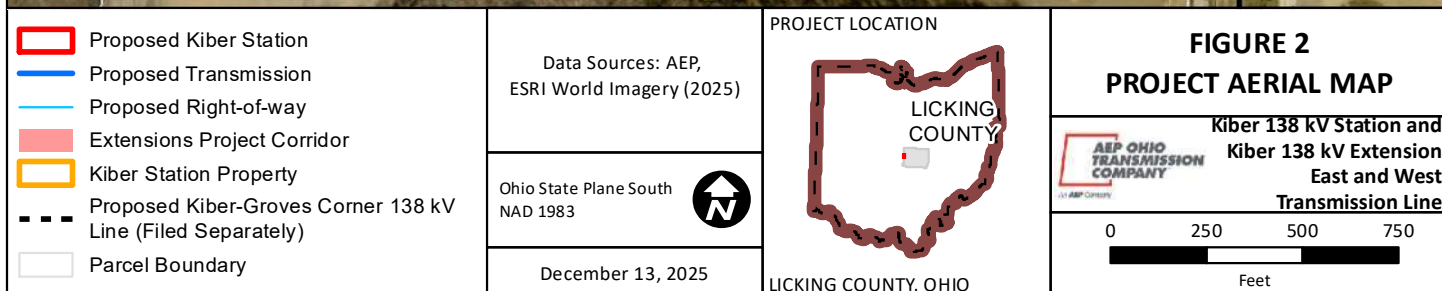 Proposed Kiber Station
Proposed Transmission
Proposed Right-of-way
Extensions Project Corridor
Kiber Station Property
Proposed Kiber-Groves Corner 138 kV
Line (Filed Separately)
Parcel Boundary
Data Sources: AEP,
ESRI World Imagery (2025)
Ohio State Plane South
NAD 1983
N
December 13, 2025
PROJECT LOCATION
LICKING
COUNTY
LICKING COUNTY, OHIO
FIGURE 2
PROJECT AERIAL MAP
AEP OHIO
TRANSMISSION
COMPANY
An AEP Company
Kiber 138 kV Station and
Kiber 138 kV Extension
East and West
Transmission Line
0 250 500 750
Feet